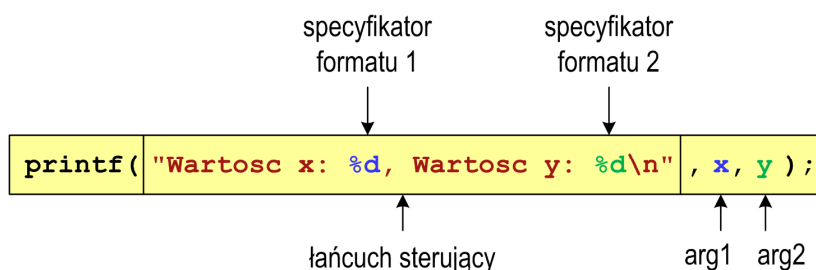 specyfikator specyfikator
formatu 1 formatu 2
printf("Wartosc x: %d, Wartosc y: %d\n", x, y );
łańcuch sterujący arg1 arg2